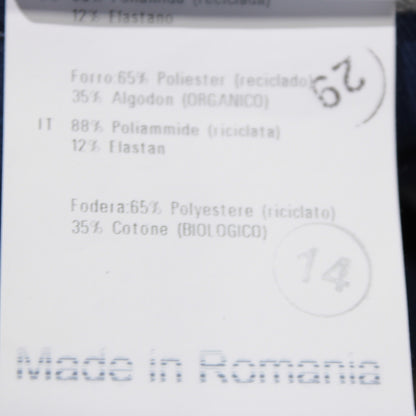 12% Elastano
Forro:65% Poliester (reciclado)
35% Algodon (ORGANICO)
29
IT 88% Poliammide (riciclata)
12% Elastan
Fodera:65% Polyestere (riciclato)
35% Cotone (BIOLOGICO)
14
Made in Romania